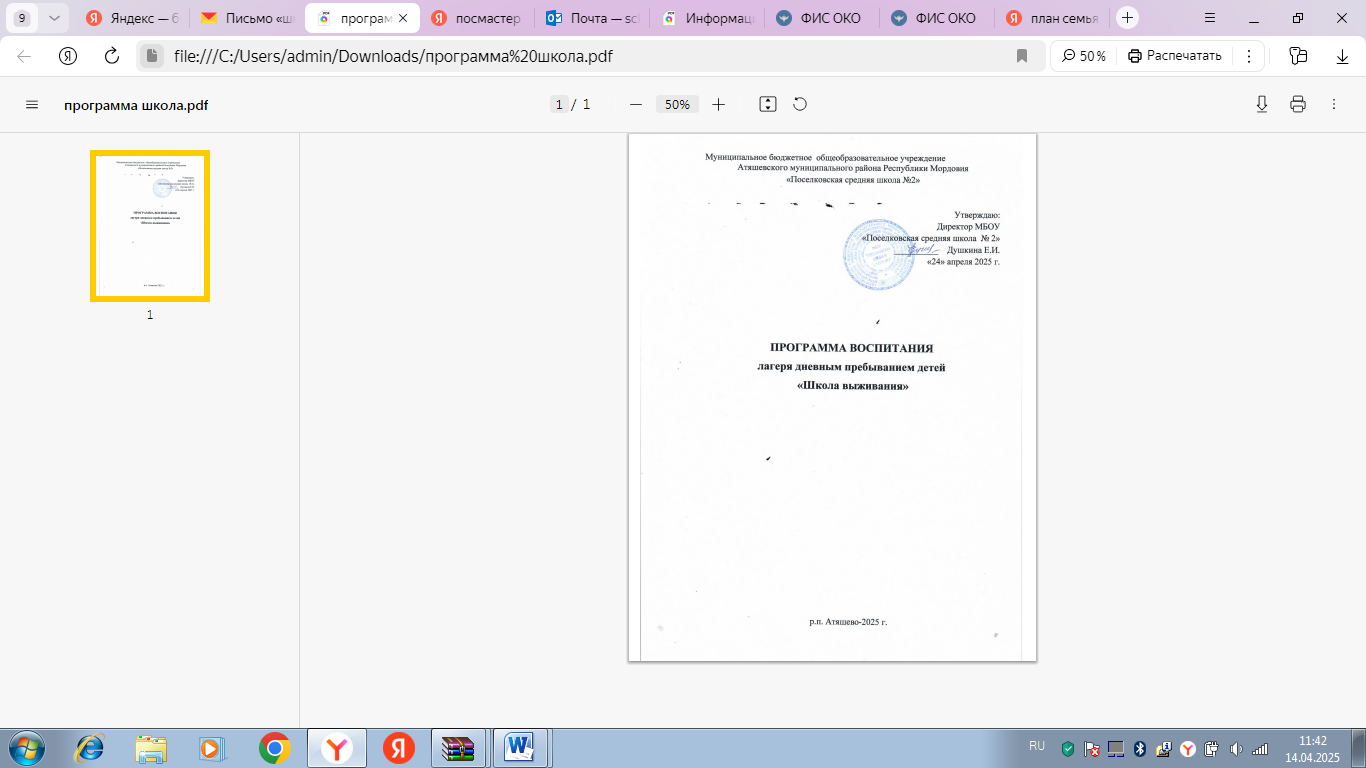 9
Яндекс — б
Письмо «ш
програм
посмастер
Почта — scl
Информац
ФИС ОКО
ФИС ОКО
план семья
file:///C:/Users/admin/Downloads/программа%20школа.pdf
50 %
Распечатать
программа школа.pdf
1 / 1
50%
1
Муниципальное бюджетное общеобразовательное учреждение
Атяшевского муниципального района Республики Мордовия
«Поселковская средняя школа №2»
Утверждаю:
Директор МБОУ
«Поселковская средняя школа № 2»
Душкина Е.И.
«24» апреля 2025 г.
ПРОГРАММА ВОСПИТАНИЯ
лагеря дневным пребыванием детей
«Школа выживания»
р.п. Атяшево-2025 г.
RU
11:42
14.04.2025